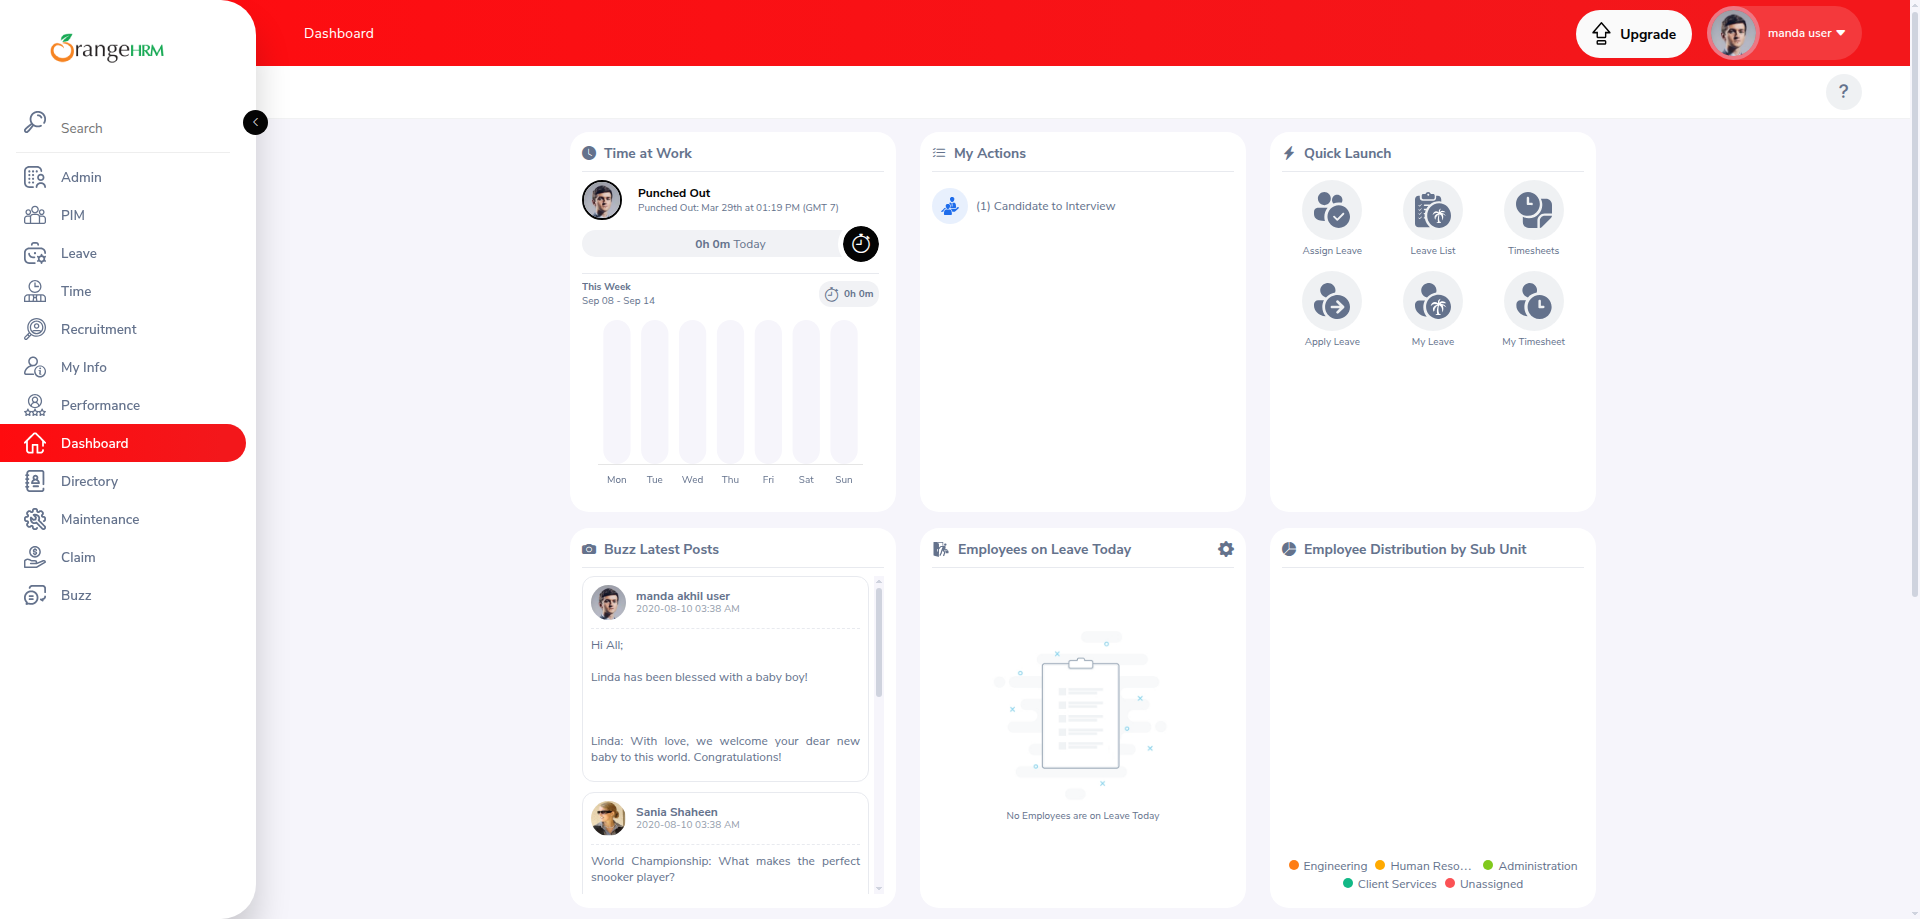 OrangeHRM
Dashboard
Upgrade
manda user
?
Search
Admin
PIM
Leave
Time
Recruitment
My Info
Performance
Dashboard
Directory
Maintenance
Claim
Buzz
Time at Work
Punched Out
Punched Out: Mar 29th at 01:19 PM (GMT 7)
0h 0m Today
This Week
Sep 08 - Sep 14
0h 0m
Mon Tue Wed Thu Fri Sat Sun
My Actions
(1) Candidate to Interview
Quick Launch
Assign Leave Leave List Timesheets
Apply Leave My Leave My Timesheet
Buzz Latest Posts
manda akhil user
2020-08-10 03:38 AM
Hi All;
Linda has been blessed with a baby boy!
Linda: With love, we welcome your dear new
baby to this world. Congratulations!
Sania Shaheen
2020-08-10 03:38 AM
World Championship: What makes the perfect
snooker player?
Employees on Leave Today
No Employees are on Leave Today
Employee Distribution by Sub Unit
Engineering Human Reso... Administration
Client Services Unassigned